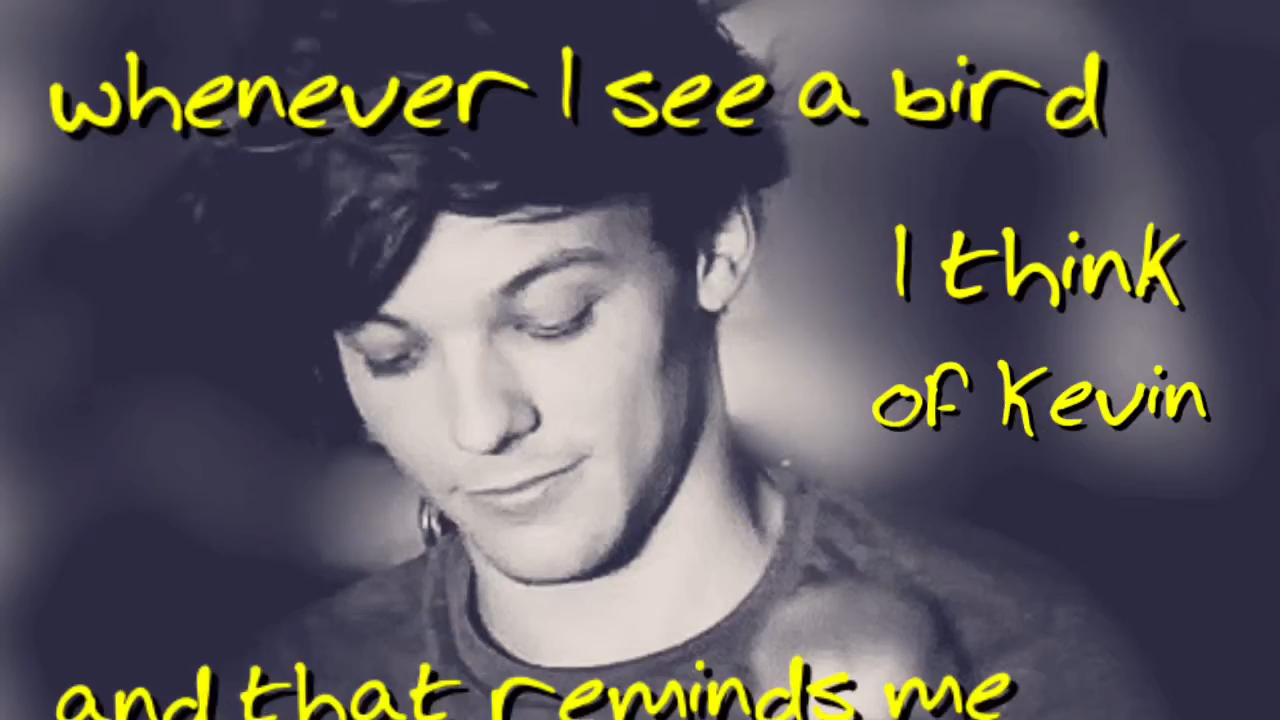 whenever I see a bird
I think
of Kevin
and that reminds me